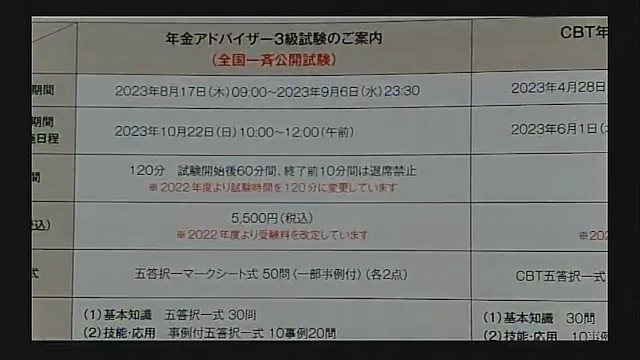 年金アドバイザー3級試験のご案内
(全国一斉公開試験)
CBT年
期間
2023年8月17日(木)09:00~2023年9月6日(水)23:30
2023年4月28日
期間
日程
2023年10月22日(日)10:00~12:00(午前)
2023年6月1日(
間
120分 試験開始後60分間、終了前10分間は退席禁止
※2022年度より試験時間を120分に変更しています
込)
5,500円(税込)
※2022年度より受験料を改定しています
※202
式
五答択一マークシート式 50問(一部事例付)(各2点)
CBT五答択一式
(1)基本知識 五答択一式 30問
(1)基本知識 30問
(2)技能・応用 事例付五答択一式 10事例20問
(2)技能・応用 10事例